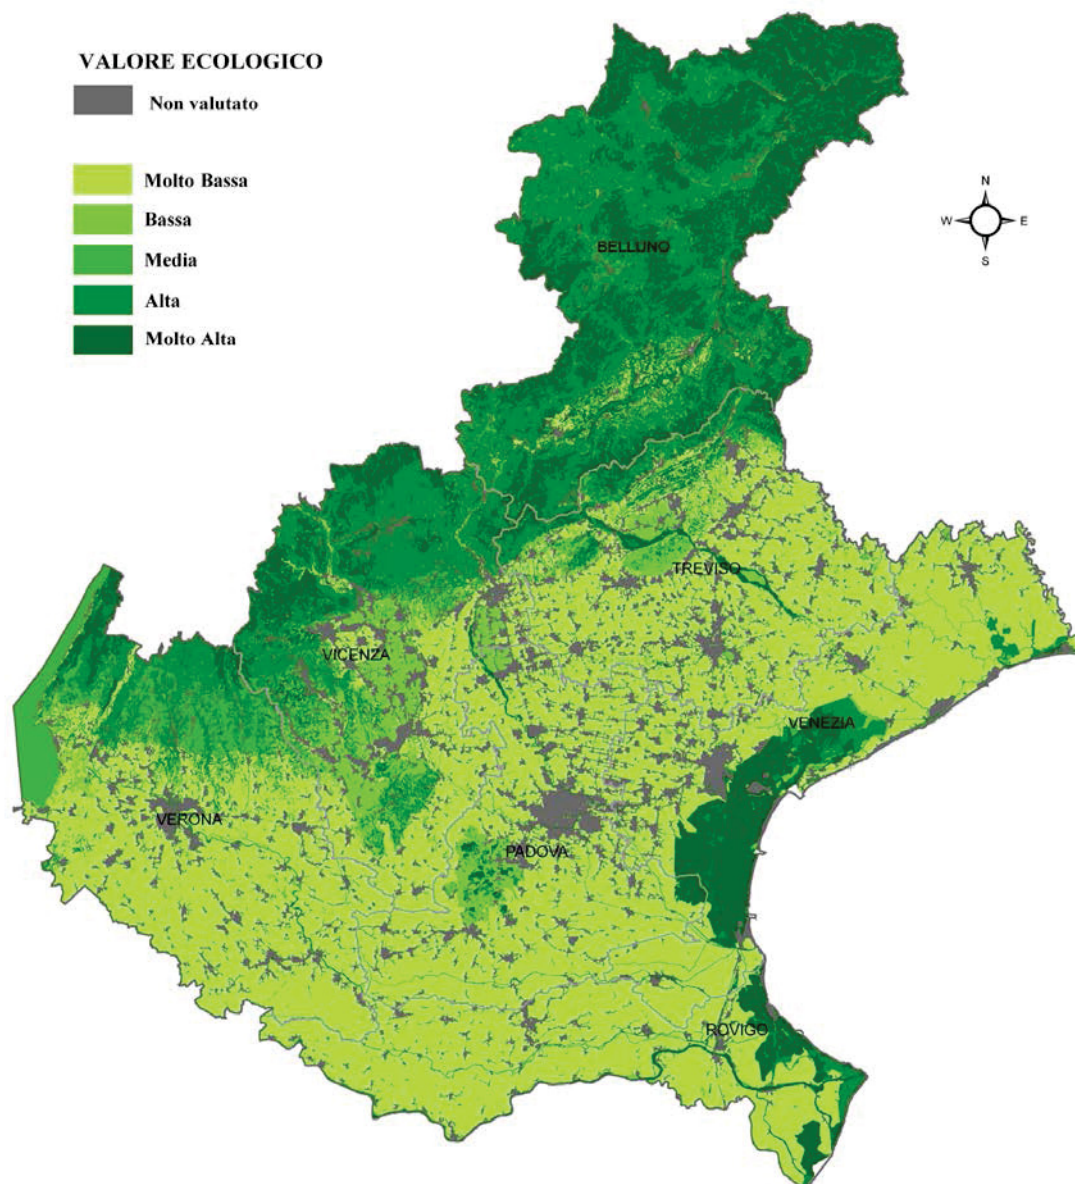 VALORE ECOLOGICO
Non valutato
Molto Bassa
Bassa
Media
Alta
Molto Alta
N
W E
S
BELLUNO
TREVISO
VICENZA
VENEZIA
VERONA
PADOVA
ROVIGO